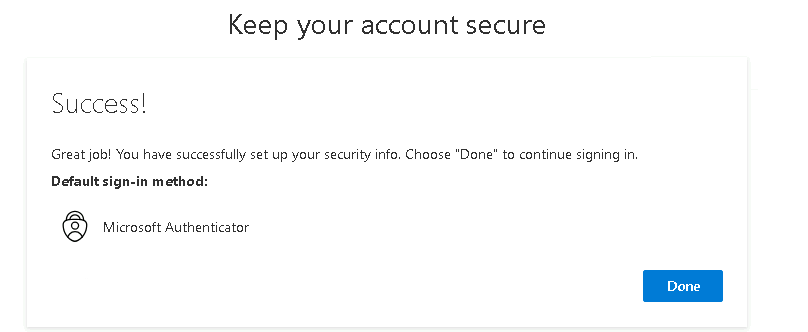 Keep your account secure
Success!
Great job! You have successfully set up your security info. Choose "Done" to continue signing in.
Default sign-in method:
Microsoft Authenticator
Done